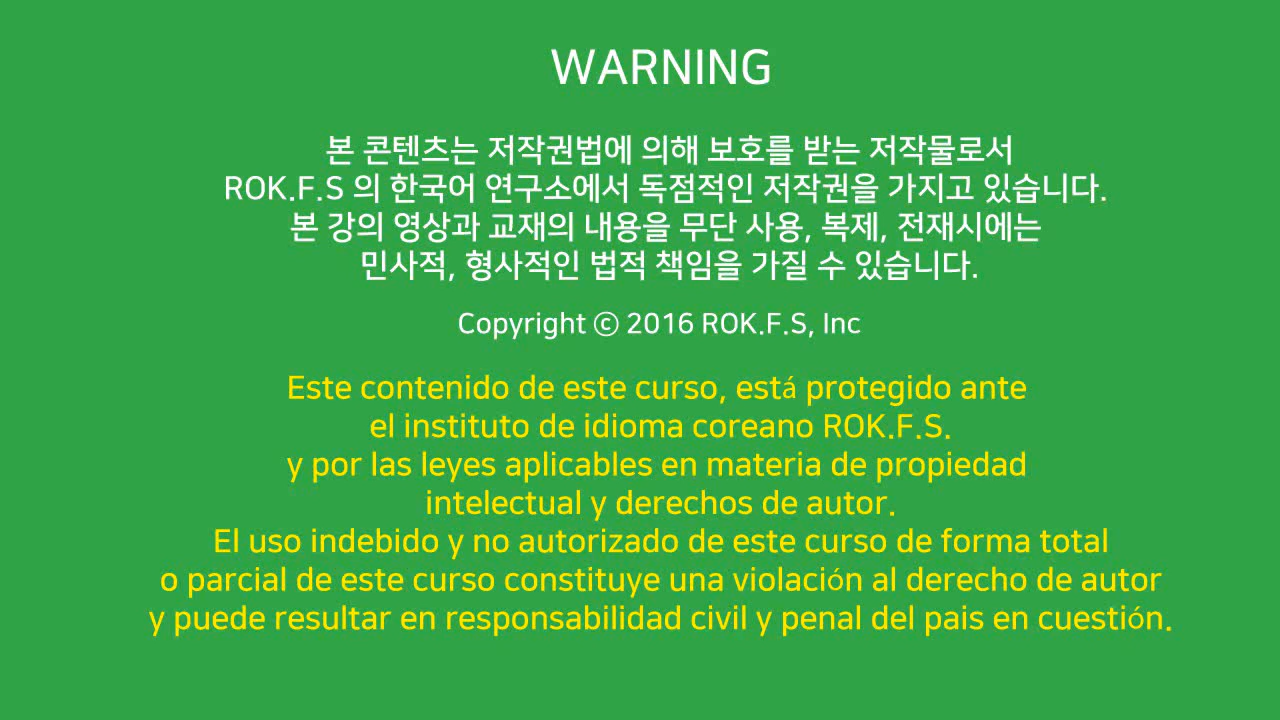 WARNING
본 콘텐츠는 저작권법에 의해 보호를 받는 저작물로서
ROK.F.S 의 한국어 연구소에서 독점적인 저작권을 가지고 있습니다.
본 강의 영상과 교재의 내용을 무단 사용, 복제, 전재시에는
민사적, 형사적인 법적 책임을 가질 수 있습니다.
Copyright ⓒ 2016 ROK.F.S, Inc
Este contenido de este curso, está protegido ante
el instituto de idioma coreano ROK.F.S.
y por las leyes aplicables en materia de propiedad
intelectual y derechos de autor.
El uso indebido y no autorizado de este curso de forma total
o parcial de este curso constituye una violación al derecho de autor
y puede resultar en responsabilidad civil y penal del pais en cuestión.